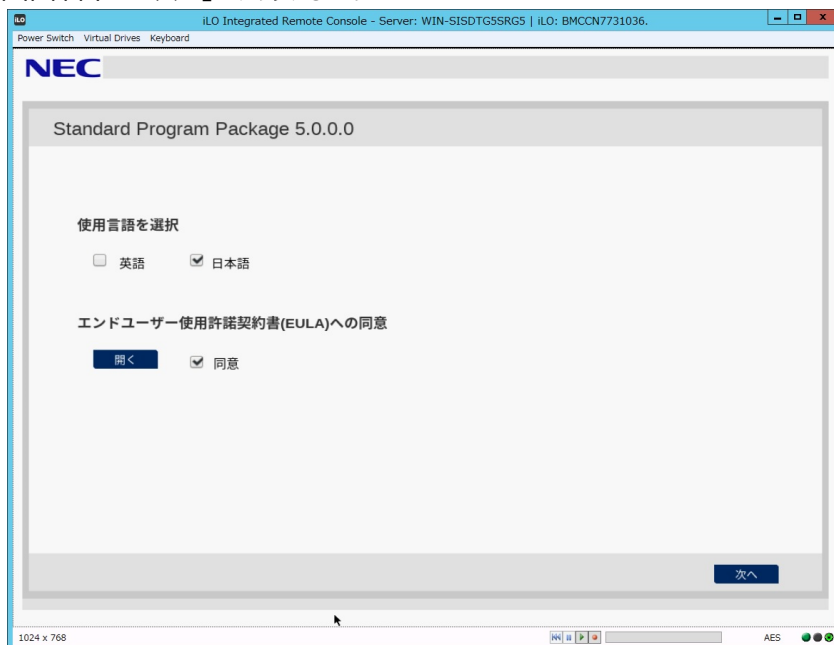 iLO Integrated Remote Console - Server: WIN-SISDTG5SRG5 | iLO: BMCCN7731036.
Power Switch Virtual Drives Keyboard
NEC
Standard Program Package 5.0.0.0
使用言語を選択
英語 日本語
エンドユーザー使用許諾契約書(EULA)への同意
開く 同意
次へ
1024 x 768 AES